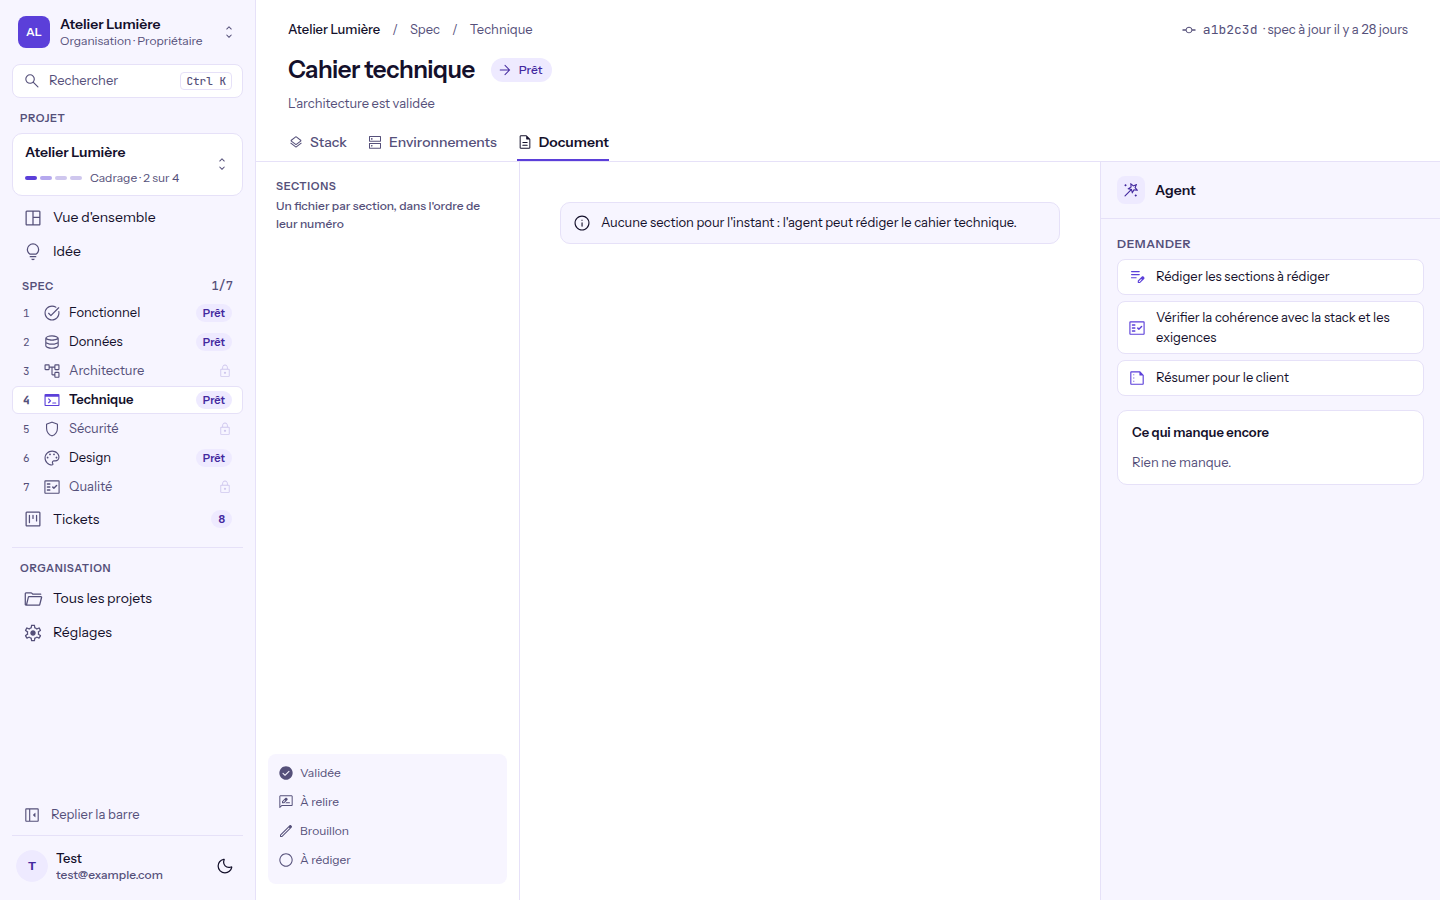 AL
Atelier Lumière
Organisation · Propriétaire
Rechercher
Ctrl K
PROJET
Atelier Lumière
Cadrage · 2 sur 4
Vue d'ensemble
Idée
SPEC 1/7
1 Fonctionnel Prêt
2 Données Prêt
3 Architecture
4 Technique Prêt
5 Sécurité
6 Design Prêt
7 Qualité
Tickets 8
ORGANISATION
Tous les projets
Réglages
Replier la barre
T
Test
test@example.com
Atelier Lumière / Spec / Technique
a1b2c3d · spec à jour il y a 28 jours
Cahier technique
Prêt
L'architecture est validée
Stack
Environnements
Document
SECTIONS
Un fichier par section, dans l'ordre de
leur numéro
Validée
À relire
Brouillon
À rédiger
Aucune section pour l'instant : l'agent peut rédiger le cahier technique.
Agent
DEMANDER
Rédiger les sections à rédiger
Vérifier la cohérence avec la stack et les
exigences
Résumer pour le client
Ce qui manque encore
Rien ne manque.